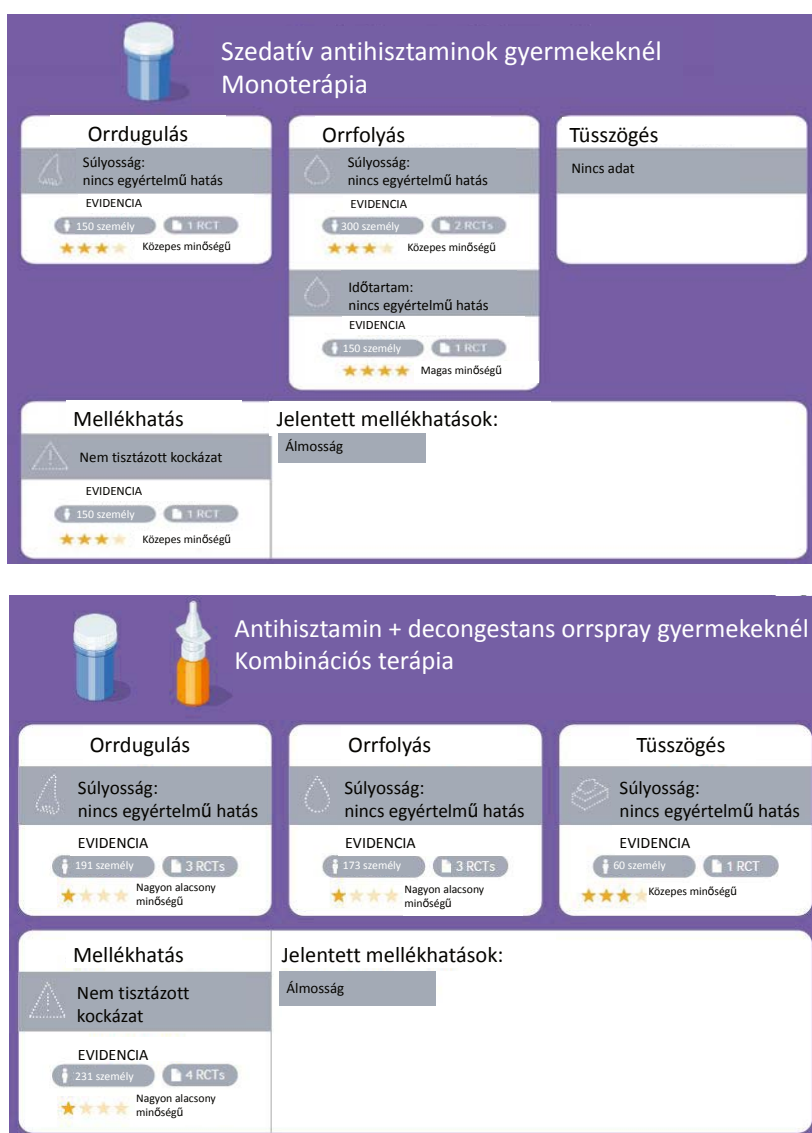 Szedatív antihisztaminok gyermekeknél
Monoterápia
Orrdugulás
Súlyosság:
nincs egyértelmű hatás
EVIDENCIA
150 személy
1 RCT
Közepes minőségű
Orrfolyás
Súlyosság:
nincs egyértelmű hatás
EVIDENCIA
300 személy
2 RCTs
Közepes minőségű
Időtartam:
nincs egyértelmű hatás
EVIDENCIA
150 személy
1 RCT
Magas minőségű
Tüsszögés
Nincs adat
Mellékhatás
Nem tisztázott kockázat
EVIDENCIA
150 személy
1 RCT
Közepes minőségű
Jelentett mellékhatások:
Álmosság
Antihisztamin + decongestans orrspray gyermekeknél
Kombinációs terápia
Orrdugulás
Súlyosság:
nincs egyértelmű hatás
EVIDENCIA
191 személy
3 RCTs
Nagyon alacsony
minőségű
Orrfolyás
Súlyosság:
nincs egyértelmű hatás
EVIDENCIA
173 személy
3 RCTs
Nagyon alacsony
minőségű
Tüsszögés
Súlyosság:
nincs egyértelmű hatás
EVIDENCIA
60 személy
1 RCT
Közepes minőségű
Mellékhatás
Nem tisztázott
kockázat
EVIDENCIA
231 személy
4 RCTs
Nagyon alacsony
minőségű
Jelentett mellékhatások:
Álmosság